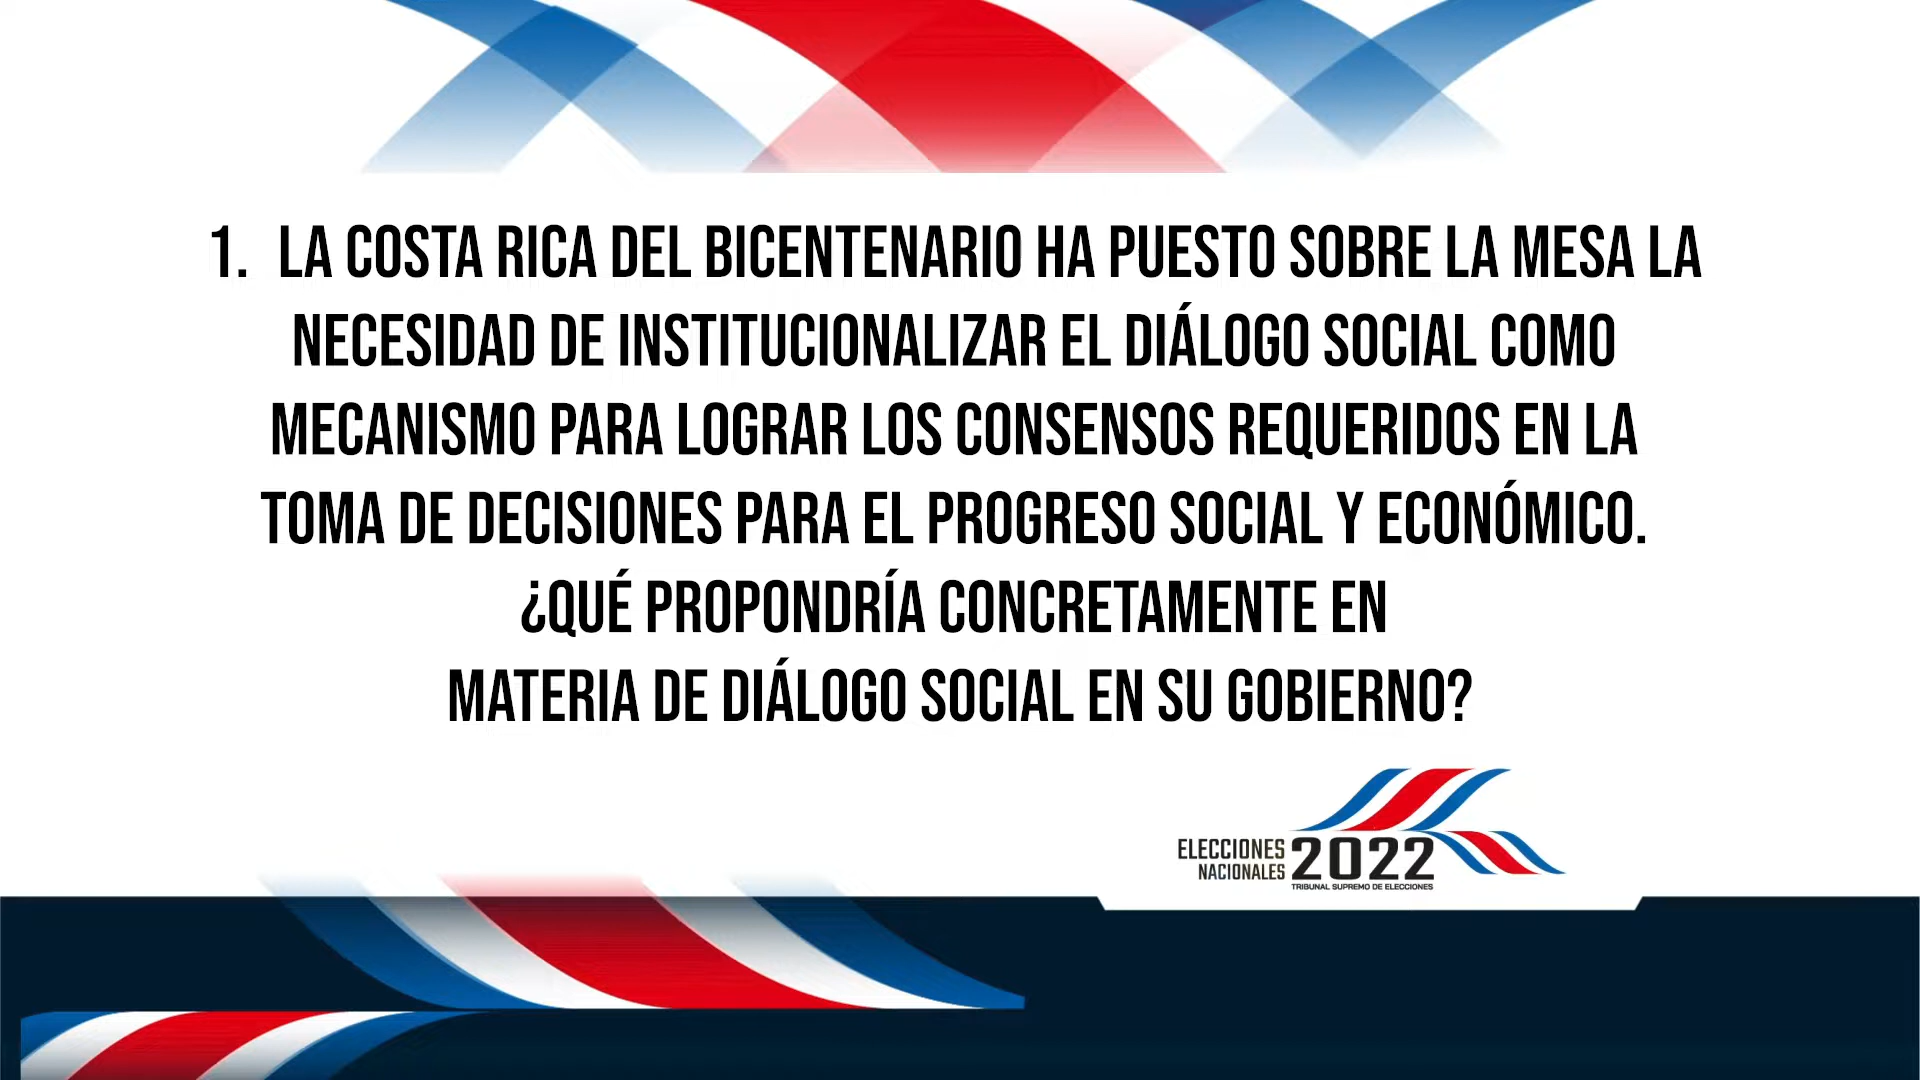 1. LA COSTA RICA DEL BICENTENARIO HA PUESTO SOBRE LA MESA LA
NECESIDAD DE INSTITUCIONALIZAR EL DIÁLOGO SOCIAL COMO
MECANISMO PARA LOGRAR LOS CONSENSOS REQUERIDOS EN LA
TOMA DE DECISIONES PARA EL PROGRESO SOCIAL Y ECONÓMICO.
¿QUÉ PROPONDRÍA CONCRETAMENTE EN
MATERIA DE DIÁLOGO SOCIAL EN SU GOBIERNO?
ELECCIONES
NACIONALES
2022
TRIBUNAL SUPREMO DE ELECCIONES